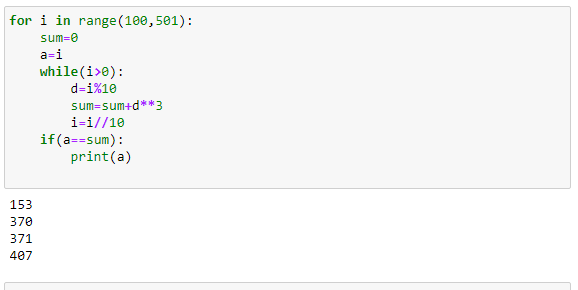 for i in range(100,501):
    sum=0
    a=i
    while(i>0):
        d=i%10
        sum=sum+d**3
        i=i//10
    if(a==sum):
        print(a)
153
370
371
407